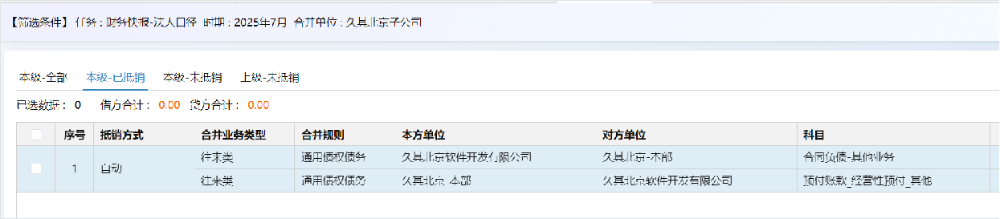 【筛选条件】 任务 : 财务快报-法人口径 时期 : 2025年7月 合并单位 : 久其北京子公司
本级-全部 本级-已抵销 本级-未抵销 上级-未抵销
已选数据： 0 借方合计： 0.00 贷方合计： 0.00
序号 抵销方式 合并业务类型 合并规则 本方单位 对方单位 科目
1 自动 往来类 通用债权债务 久其北京软件开发有限公司 久其北京-本部 合同负债-其他业务
往来类 通用债权债务 久其北京-本部 久其北京软件开发有限公司 预付账款_经营性预付_其他